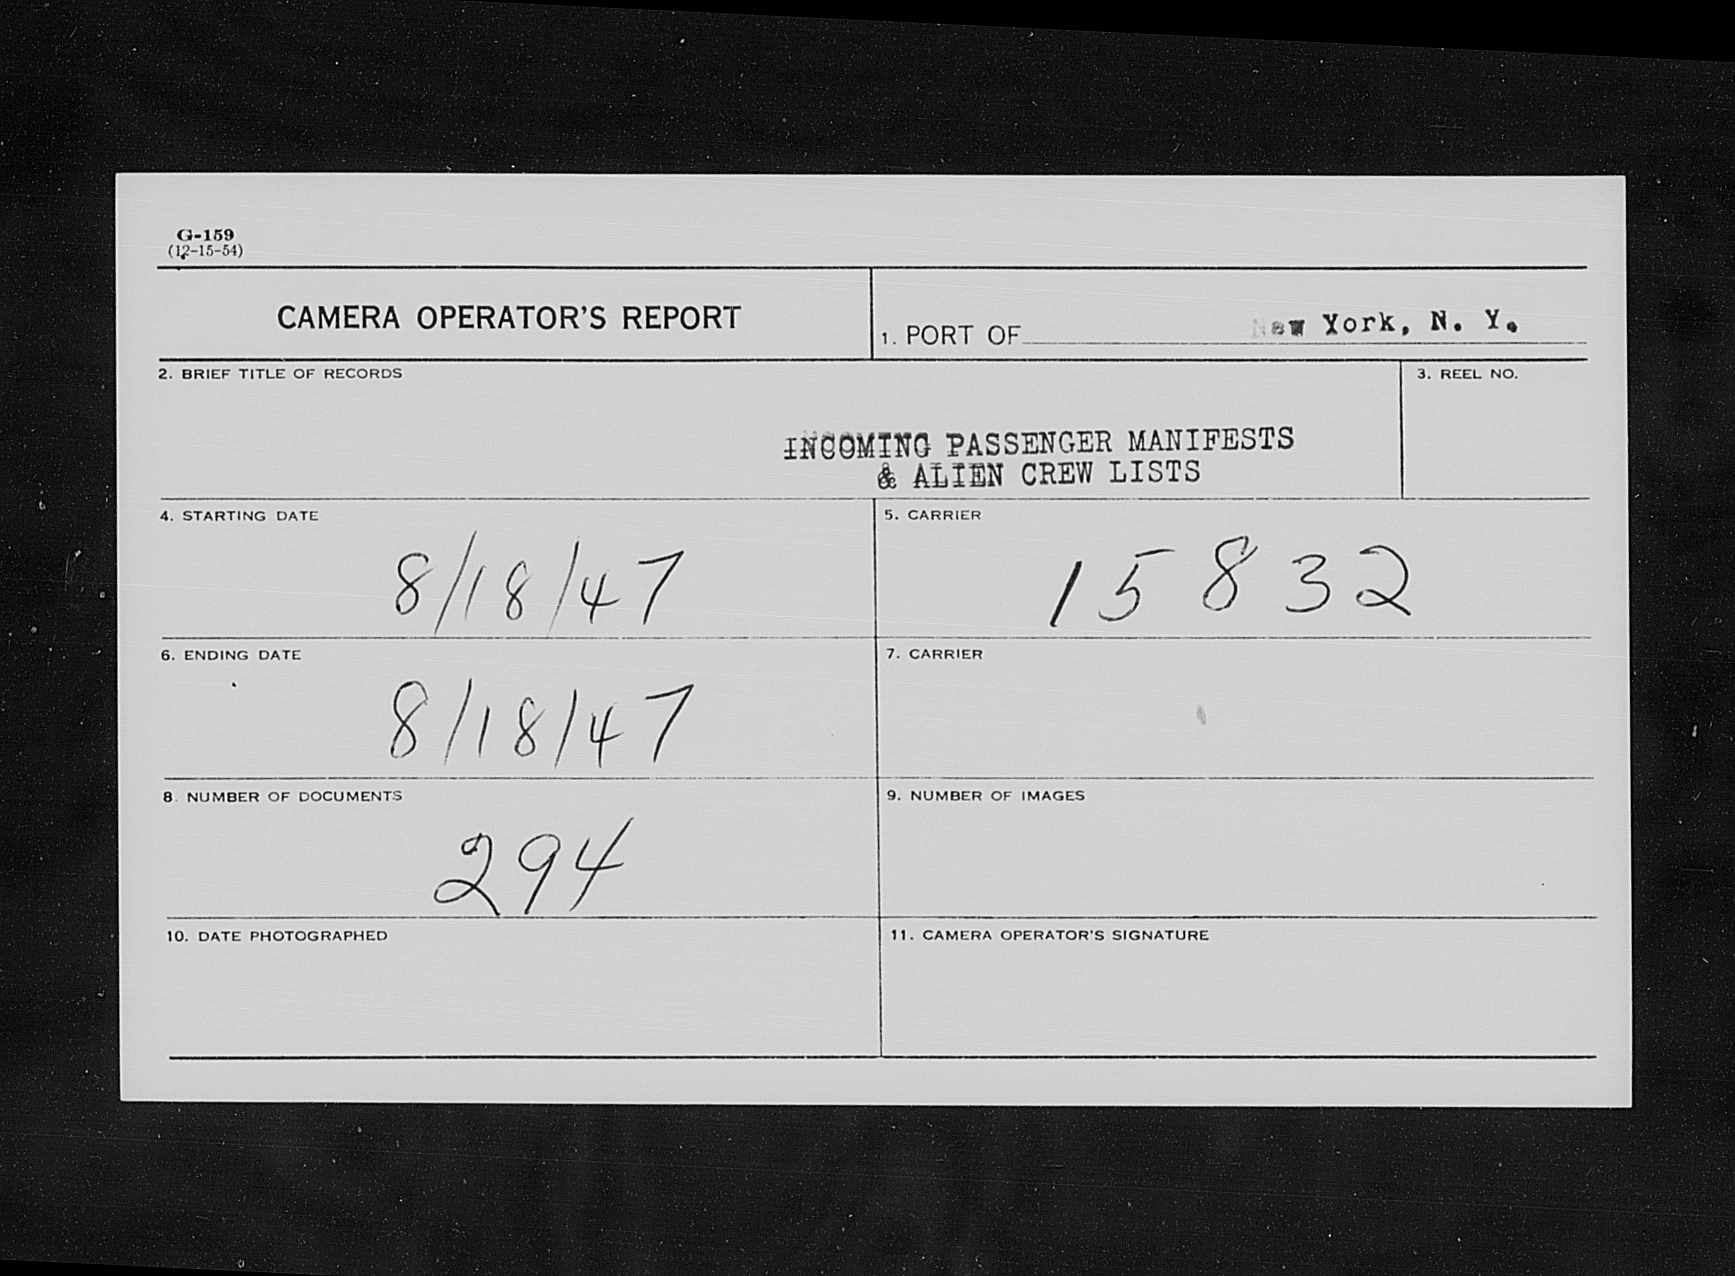 G-159
(12-15-54)
CAMERA OPERATOR'S REPORT
1. PORT OF New York, N. Y.
2. BRIEF TITLE OF RECORDS
3. REEL NO.
INCOMING PASSENGER MANIFESTS
& ALIEN CREW LISTS
4. STARTING DATE
8/18/47
5. CARRIER
15832
6. ENDING DATE
8/18/47
7. CARRIER
8. NUMBER OF DOCUMENTS
294
9. NUMBER OF IMAGES
10. DATE PHOTOGRAPHED
11. CAMERA OPERATOR'S SIGNATURE